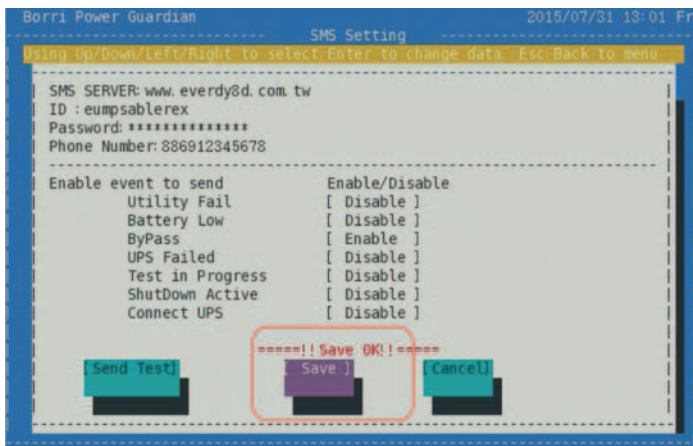 Borri Power Guardian 2015/07/31 13:01 Fr
SMS Setting
Using Up/Down/Left/Right to select Enter to change data. Esc Back to menu
SMS SERVER: www.everdy8d.com.tw
ID : eumpsablerex
Password: **************
Phone Number: 886912345678
Enable event to send Enable/Disable
Utility Fail [ Disable ]
Battery Low [ Disable ]
ByPass [ Enable ]
UPS Failed [ Disable ]
Test in Progress [ Disable ]
ShutDown Active [ Disable ]
Connect UPS [ Disable ]
=====!!Save OK!!=====
[Send Test] [ Save ] [Cancel]